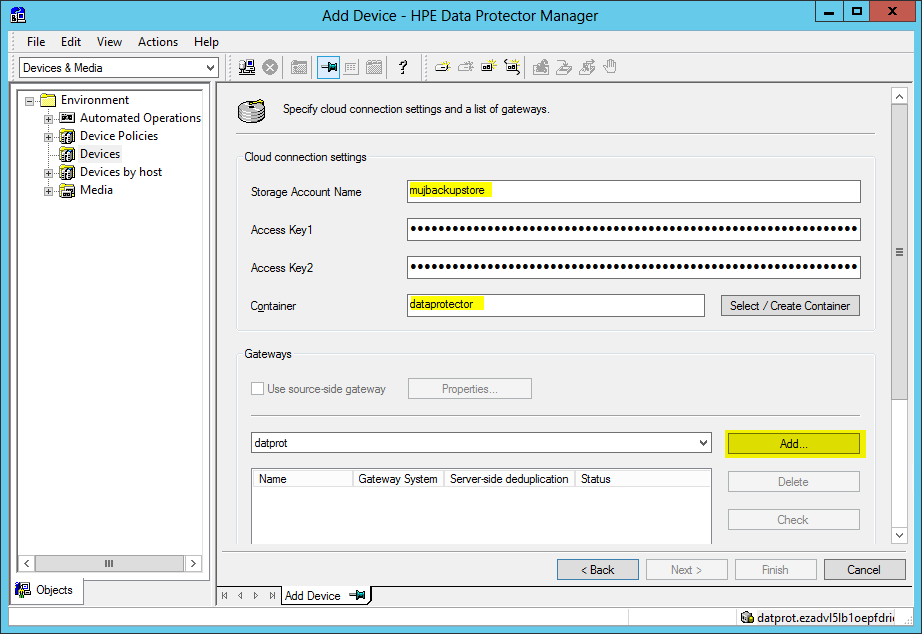 Add Device - HPE Data Protector Manager
File Edit View Actions Help
Devices & Media
Environment
Automated Operations
Device Policies
Devices
Devices by host
Media
Objects
Specify cloud connection settings and a list of gateways.
Cloud connection settings
Storage Account Name mujbackupstore
Access Key1
Access Key2
Container dataprotector Select / Create Container
Gateways
Use source-side gateway Properties...
datprot Add...
Name Gateway System Server-side deduplication Status
Delete
Check
< Back Next > Finish Cancel
Add Device